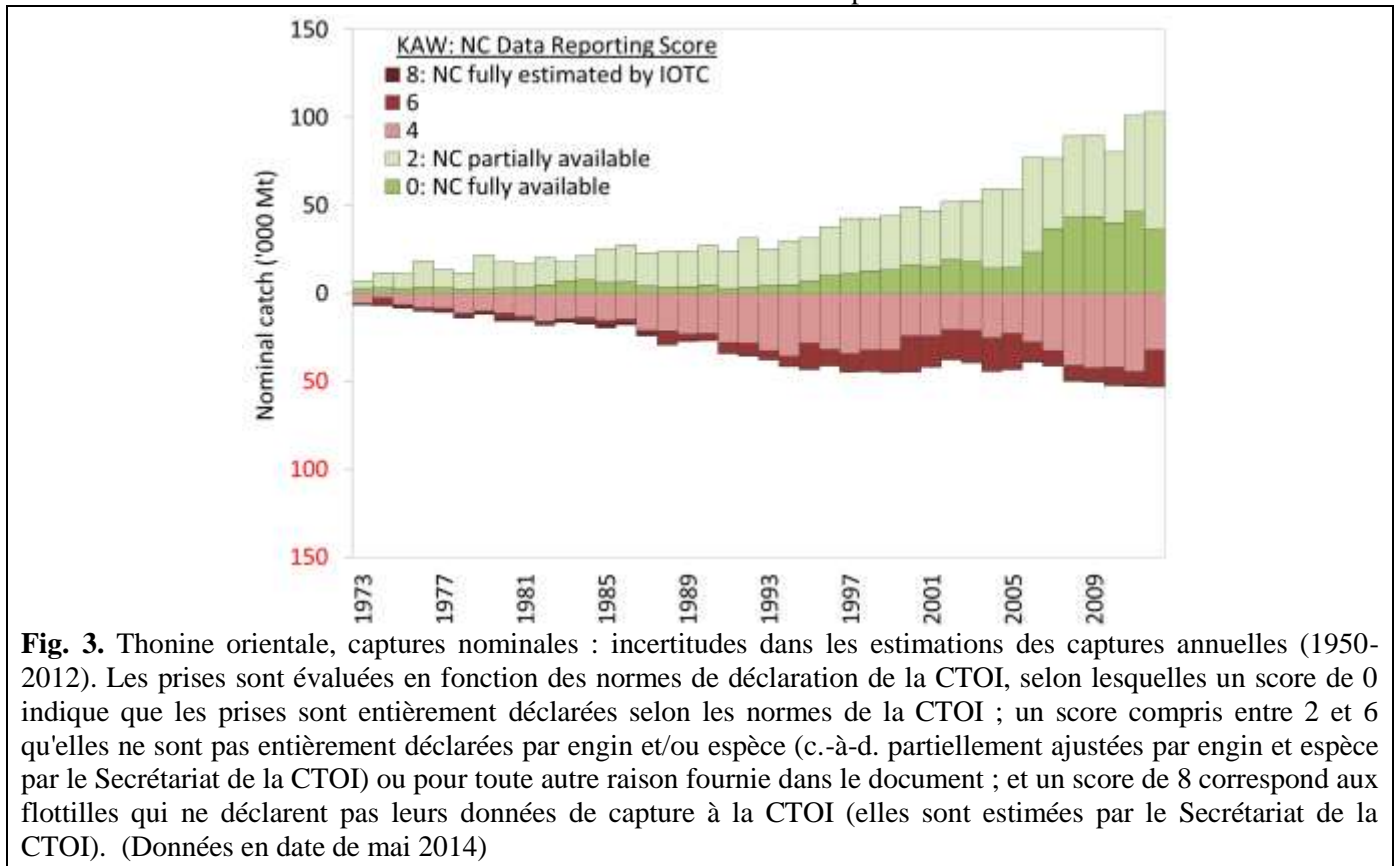 150
100
50
0
50
100
150
Nominal catch ('000 Mt)
KAW: NC Data Reporting Score
8: NC fully estimated by IOTC
6
4
2: NC partially available
0: NC fully available
1973
1977
1981
1985
1989
1993
1997
2001
2005
2009
Fig. 3. Thonine orientale, captures nominales : incertitudes dans les estimations des captures annuelles (1950-
2012). Les prises sont évaluées en fonction des normes de déclaration de la CTOI, selon lesquelles un score de 0
indique que les prises sont entièrement déclarées selon les normes de la CTOI ; un score compris entre 2 et 6
qu'elles ne sont pas entièrement déclarées par engin et/ou espèce (c.-à-d. partiellement ajustées par engin et espèce
par le Secrétariat de la CTOI) ou pour toute autre raison fournie dans le document ; et un score de 8 correspond aux
flottilles qui ne déclarent pas leurs données de capture à la CTOI (elles sont estimées par le Secrétariat de la
CTOI). (Données en date de mai 2014)